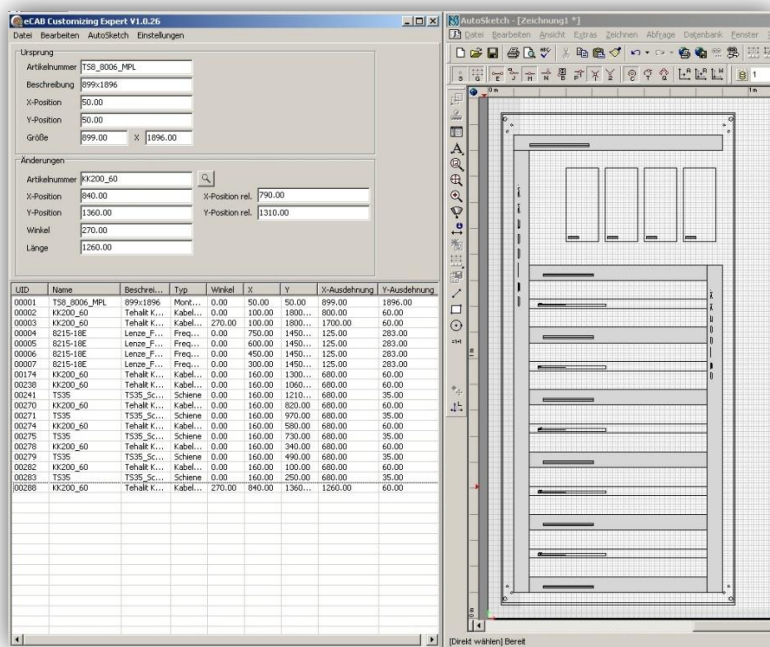 eCAB Customizing Expert V1.0.26
Datei Bearbeiten AutoSketch Einstellungen
Ursprung
Artikelnummer TS8_8006_MPL
Beschreibung 899x1896
X-Position 50.00
Y-Position 50.00
Größe 899.00 X 1896.00
Änderungen
Artikelnummer KK200_60
X-Position 840.00 X-Position rel. 790.00
Y-Position 1360.00 Y-Position rel. 1310.00
Winkel 270.00
Länge 1260.00
UID Name Beschrei... Typ Winkel X Y X-Ausdehnung Y-Ausdehnung
00001 TS8_8006_MPL 899x1896 Mont... 0.00 50.00 50.00 899.00 1896.00
00002 KK200_60 Tehalit K... Kabel... 0.00 100.00 1800... 800.00 60.00
00003 KK200_60 Tehalit K... Kabel... 270.00 100.00 1800... 1700.00 60.00
00004 8215-18E Lenze_F... Freq... 0.00 750.00 1450... 125.00 283.00
00005 8215-18E Lenze_F... Freq... 0.00 600.00 1450... 125.00 283.00
00006 8215-18E Lenze_F... Freq... 0.00 450.00 1450... 125.00 283.00
00007 8215-18E Lenze_F... Freq... 0.00 300.00 1450... 125.00 283.00
00174 KK200_60 Tehalit K... Kabel... 0.00 160.00 1300... 680.00 60.00
00238 KK200_60 Tehalit K... Kabel... 0.00 160.00 1060... 680.00 60.00
00241 TS35 TS35_Sc... Schiene 0.00 160.00 1210... 680.00 35.00
00270 KK200_60 Tehalit K... Kabel... 0.00 160.00 820.00 680.00 60.00
00271 TS35 TS35_Sc... Schiene 0.00 160.00 970.00 680.00 35.00
00274 KK200_60 Tehalit K... Kabel... 0.00 160.00 580.00 680.00 60.00
00275 TS35 TS35_Sc... Schiene 0.00 160.00 730.00 680.00 35.00
00278 KK200_60 Tehalit K... Kabel... 0.00 160.00 340.00 680.00 60.00
00279 TS35 TS35_Sc... Schiene 0.00 160.00 490.00 680.00 35.00
00282 KK200_60 Tehalit K... Kabel... 0.00 160.00 100.00 680.00 60.00
00283 TS35 TS35_Sc... Schiene 0.00 160.00 250.00 680.00 35.00
00288 KK200_60 Tehalit K... Kabel... 270.00 840.00 1360... 1260.00 60.00
AutoSketch - [Zeichnung1 *]
Datei Bearbeiten Ansicht Extras Zeichnen Abfrage Datenbank Fenster
1
0 m 1 m
[Direkt wählen] Bereit